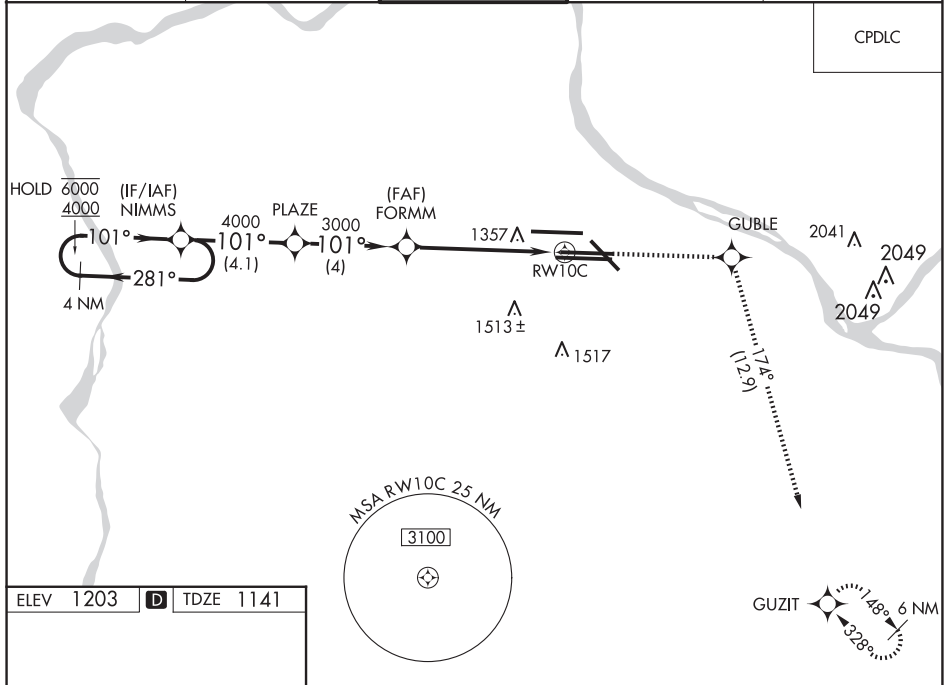 CPDLC
HOLD 6000
4000
(IF/IAF)
NIMMS
101°
281°
4 NM
4000
101°
(4.1)
PLAZE
3000
101°
(4)
(FAF)
FORMM
1357
RW10C
1513 ±
1517
GUBLE
2041
2049
2049
174°
(12.9)
MSA RW10C 25 NM
3100
GUZIT
148°
328°
6 NM
ELEV 1203 D TDZE 1141